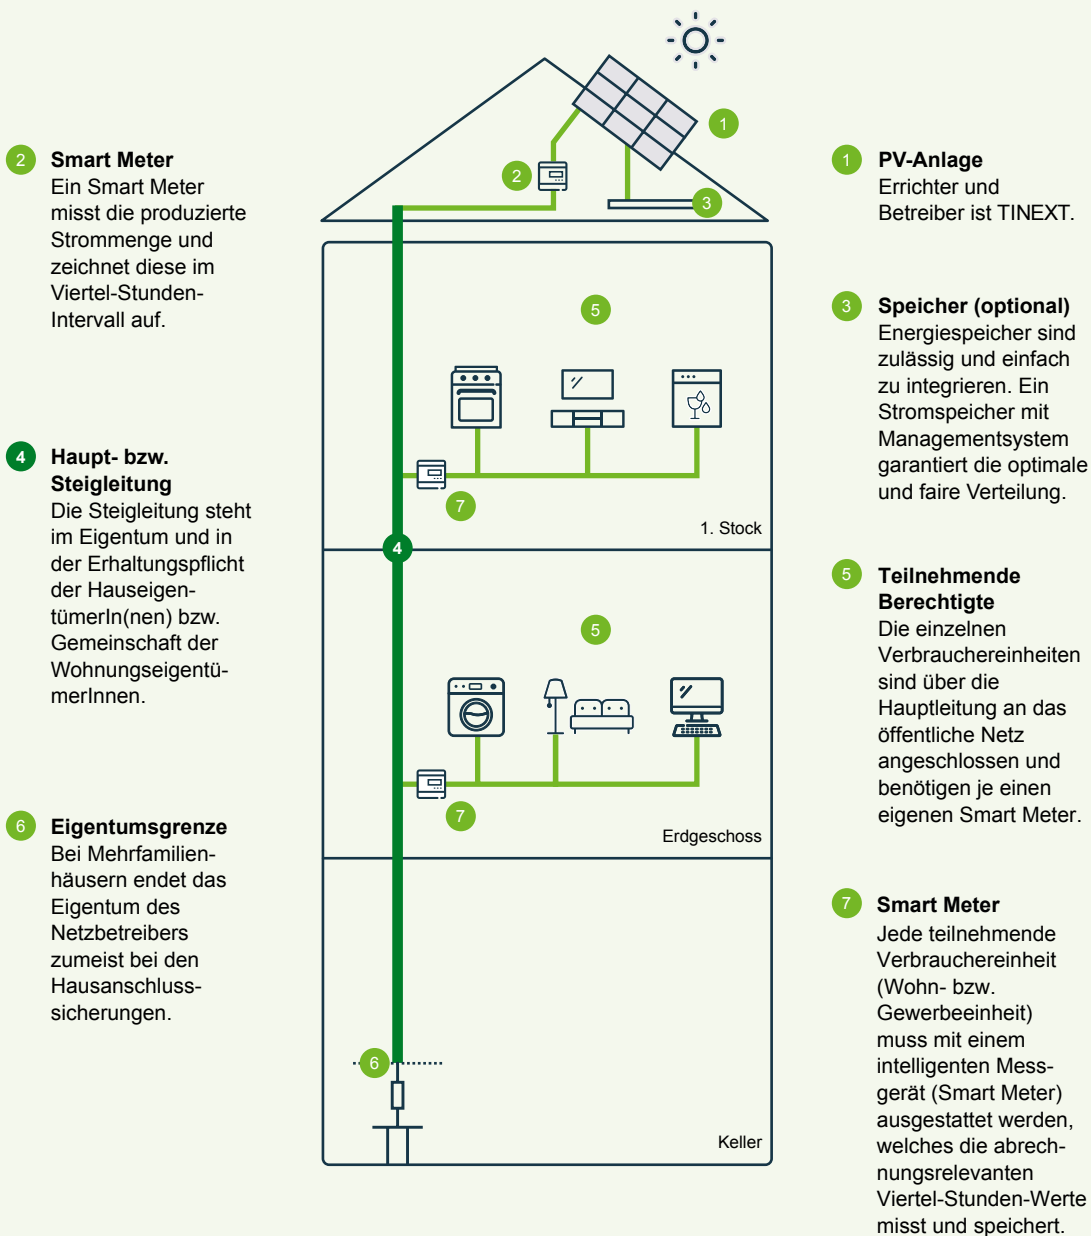 2
Smart Meter
Ein Smart Meter
misst die produzierte
Strommenge und
zeichnet diese im
Viertel-Stunden-
Intervall auf.
4
Haupt- bzw.
Steigleitung
Die Steigleitung steht
im Eigentum und in
der Erhaltungspflicht
der Hauseigen-
tümerIn(nen) bzw.
Gemeinschaft der
Wohnungseigentü-
merInnen.
6
Eigentumsgrenze
Bei Mehrfamilien-
häusern endet das
Eigentum des
Netzbetreibers
zumeist bei den
Hausanschluss-
sicherungen.
1
2
3
5
7
1. Stock
4
5
7
Erdgeschoss
6
Keller
1
PV-Anlage
Errichter und
Betreiber ist TINEXT.
3
Speicher (optional)
Energiespeicher sind
zulässig und einfach
zu integrieren. Ein
Stromspeicher mit
Managementsystem
garantiert die optimale
und faire Verteilung.
5
Teilnehmende
Berechtigte
Die einzelnen
Verbrauchereinheiten
sind über die
Hauptleitung an das
öffentliche Netz
angeschlossen und
benötigen je einen
eigenen Smart Meter.
7
Smart Meter
Jede teilnehmende
Verbrauchereinheit
(Wohn- bzw.
Gewerbeeinheit)
muss mit einem
intelligenten Mess-
gerät (Smart Meter)
ausgestattet werden,
welches die abrech-
nungsrelevanten
Viertel-Stunden-Werte
misst und speichert.